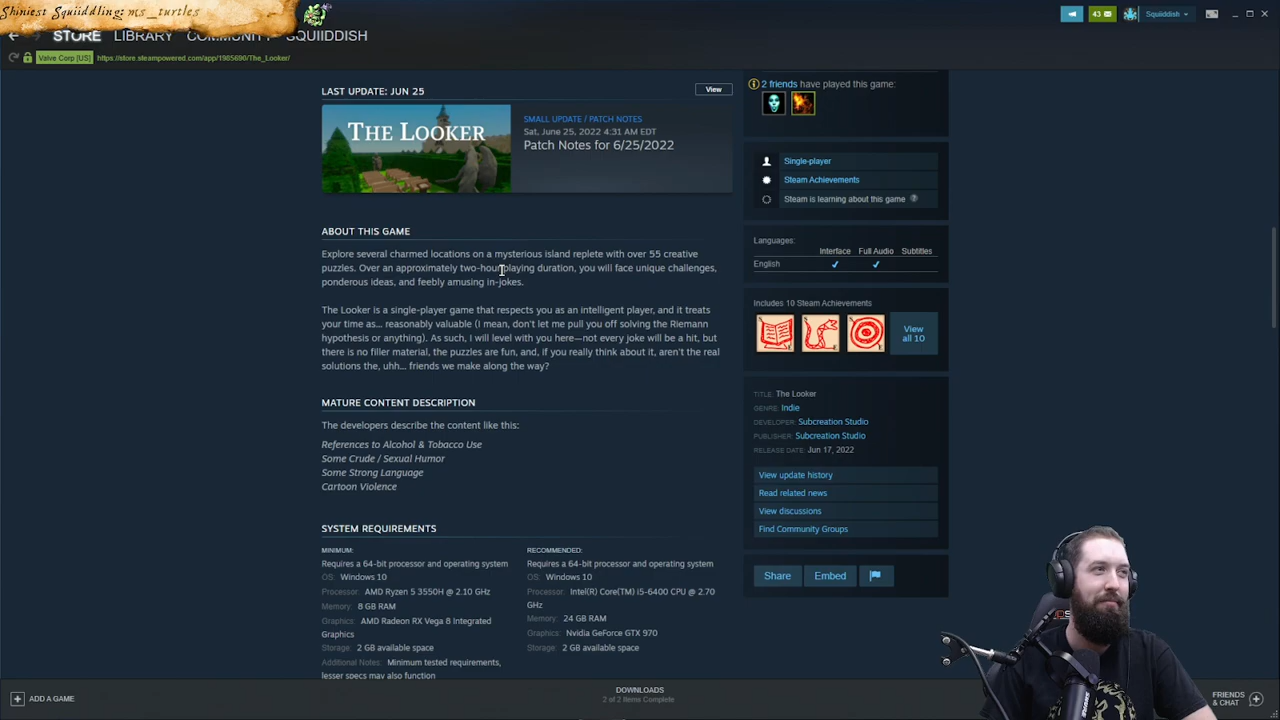 Shiniest Squiiddling: ms_turtles
43
Squiiddish
STORE LIBRARY COMMUNITY SQUIIDDISH
Valve Corp [US] https://store.steampowered.com/app/1985690/The_Looker/
LAST UPDATE: JUN 25
View
THE LOOKER
SMALL UPDATE / PATCH NOTES
Sat, June 25, 2022 4:31 AM EDT
Patch Notes for 6/25/2022
ABOUT THIS GAME
Explore several charmed locations on a mysterious island replete with over 55 creative
puzzles. Over an approximately two-hour playing duration, you will face unique challenges,
ponderous ideas, and feebly amusing in-jokes.
The Looker is a single-player game that respects you as an intelligent player, and it treats
your time as... reasonably valuable (i mean, don't let me pull you off solving the Riemann
hypothesis or anything). As such, i will level with you here—not every joke will be a hit, but
there is no filler material, the puzzles are fun, and, if you really think about it, aren't the real
solutions the, uhh... friends we make along the way?
MATURE CONTENT DESCRIPTION
The developers describe the content like this:
References to Alcohol & Tobacco Use
Some Crude / Sexual Humor
Some Strong Language
Cartoon Violence
SYSTEM REQUIREMENTS
MINIMUM:
Requires a 64-bit processor and operating system
OS: Windows 10
Processor: AMD Ryzen 5 3550H @ 2.10 GHz
Memory: 8 GB RAM
Graphics: AMD Radeon RX Vega 8 Integrated
Graphics
Storage: 2 GB available space
Additional Notes: Minimum tested requirements,
lesser specs may also function
RECOMMENDED:
Requires a 64-bit processor and operating system
OS: Windows 10
Processor: Intel(R) Core(TM) i5-6400 CPU @ 2.70
GHz
Memory: 24 GB RAM
Graphics: Nvidia GeForce GTX 970
Storage: 2 GB available space
2 friends have played this game:
Single-player
Steam Achievements
Steam is learning about this game ?
Languages:
Interface Full Audio Subtitles
English ✔ ✔
Includes 10 Steam Achievements
View
all 10
TITLE: The Looker
GENRE: Indie
DEVELOPER: Subcreation Studio
PUBLISHER: Subcreation Studio
RELEASE DATE: Jun 17, 2022
View update history
Read related news
View discussions
Find Community Groups
Share Embed
ADD A GAME
DOWNLOADS
2 of 2 Items Complete
FRIENDS
& CHAT